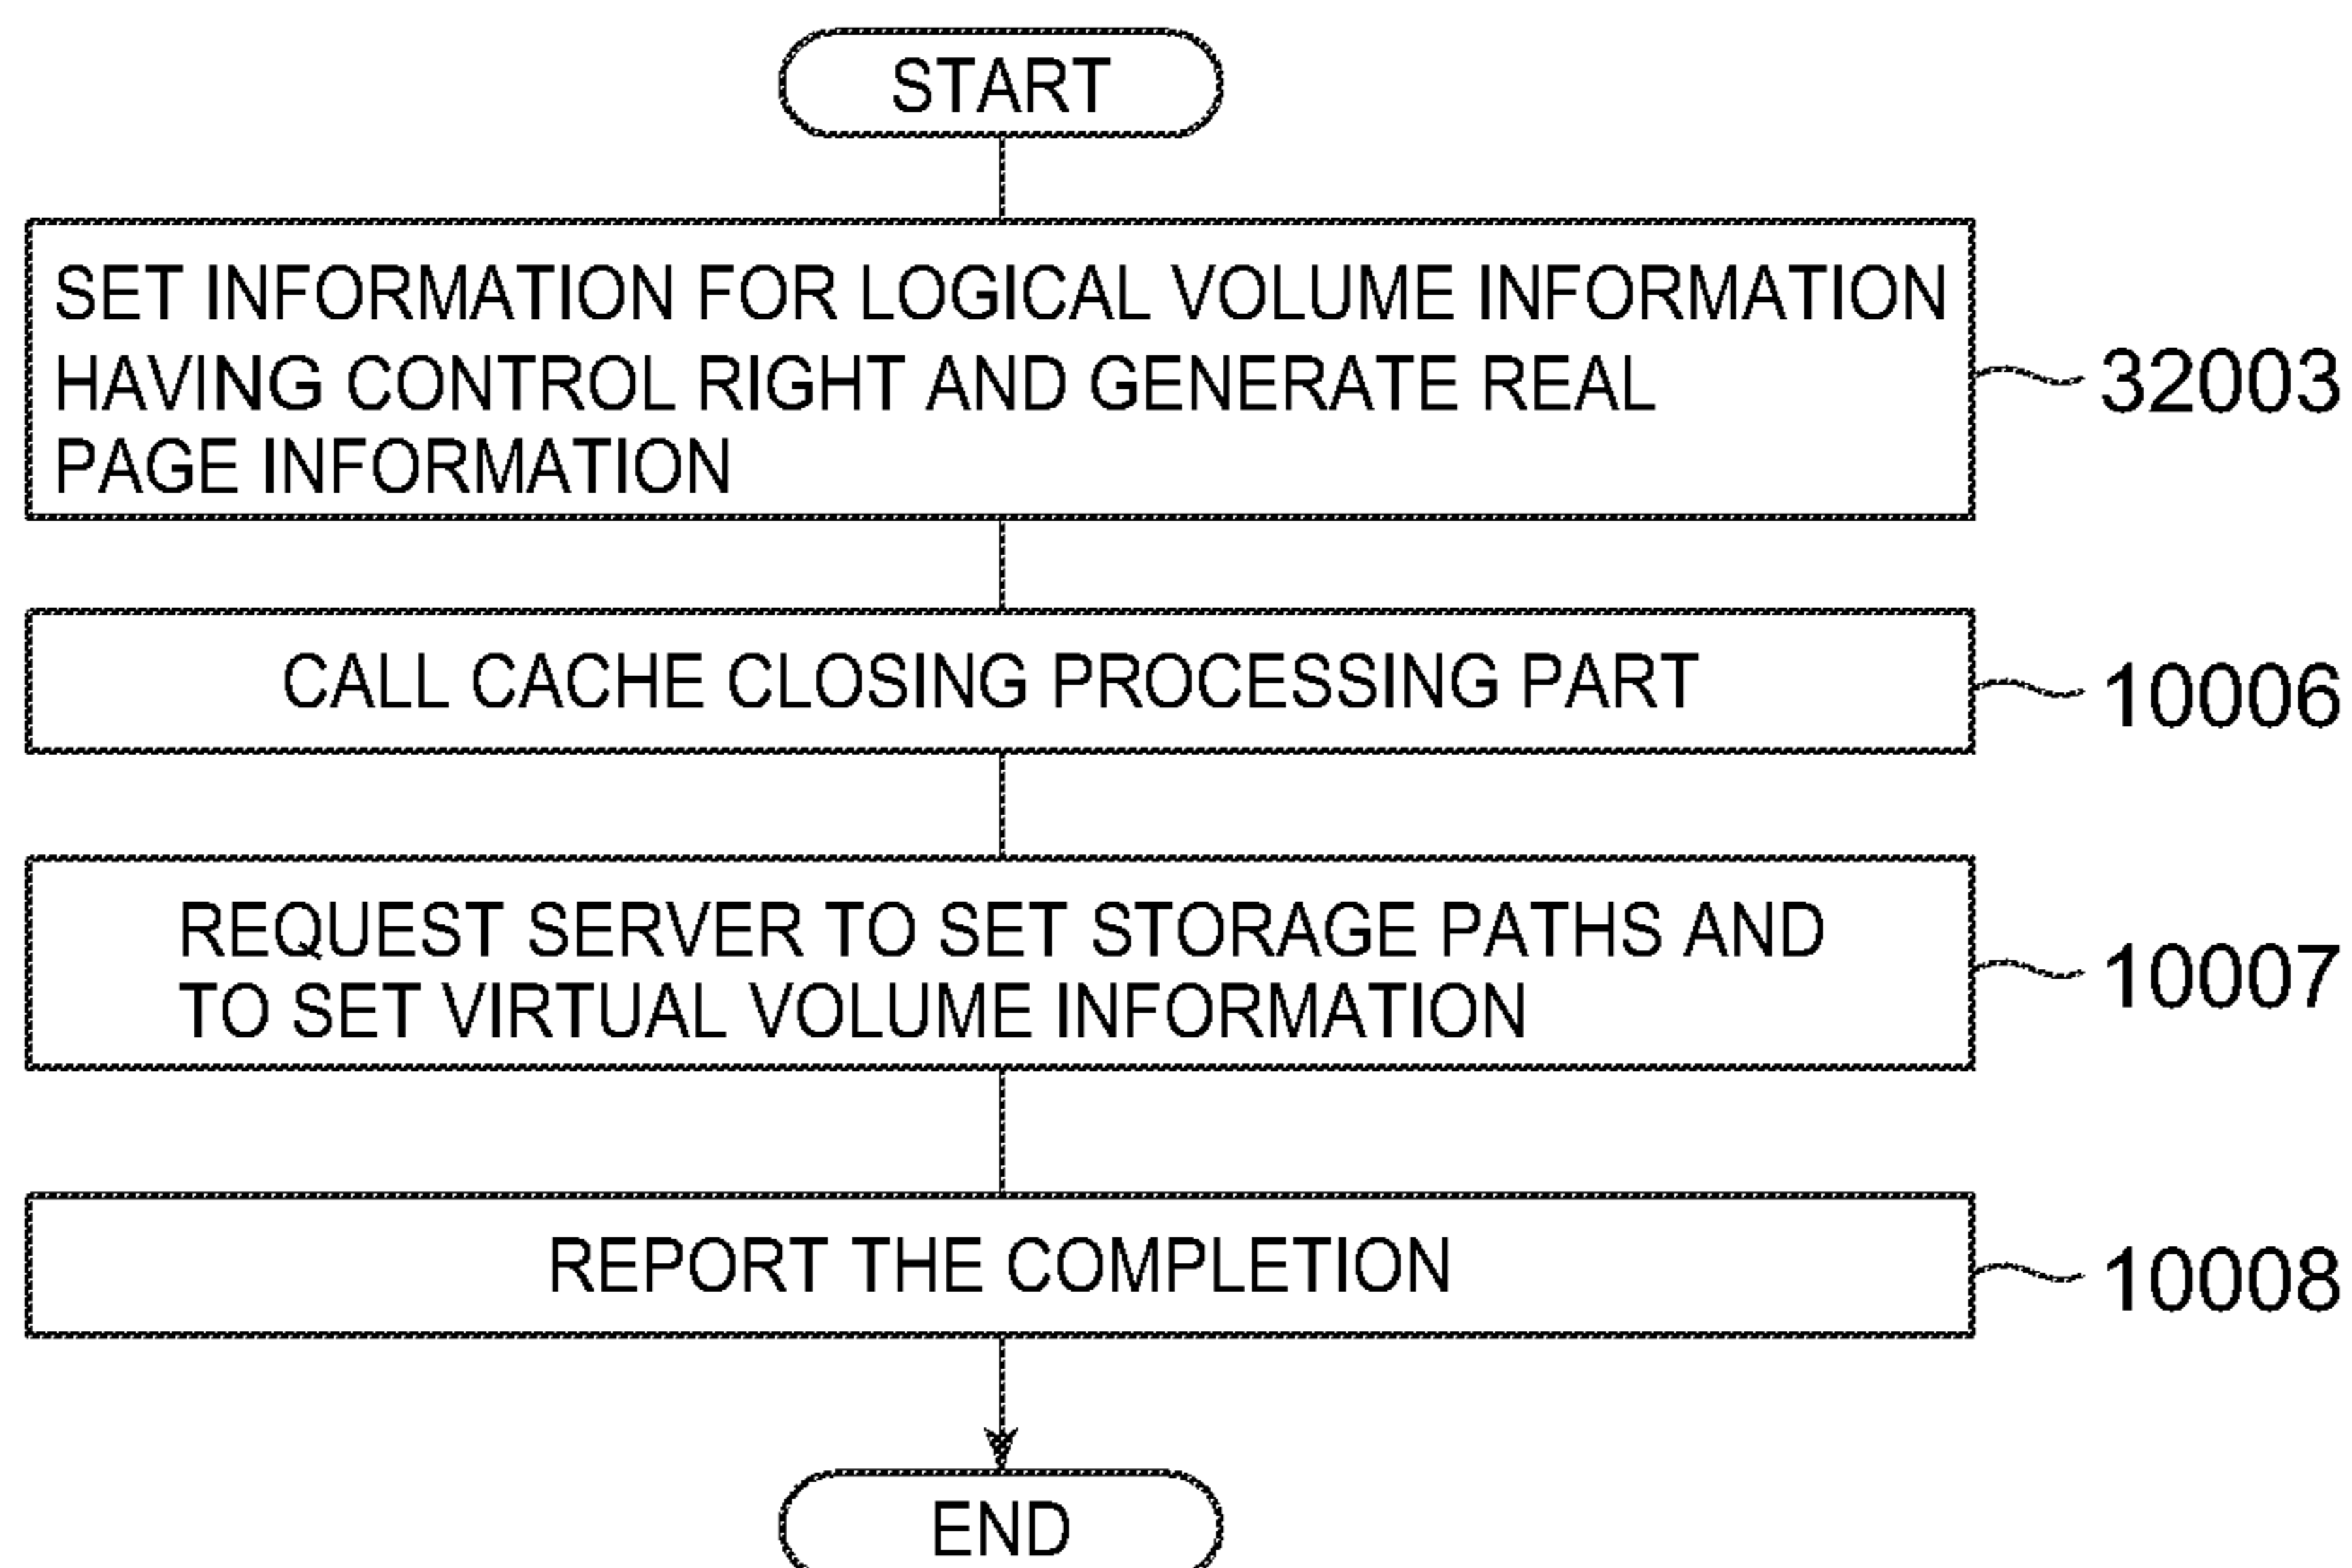 START
SET INFORMATION FOR LOGICAL VOLUME INFORMATION
HAVING CONTROL RIGHT AND GENERATE REAL
PAGE INFORMATION
32003
CALL CACHE CLOSING PROCESSING PART
10006
REQUEST SERVER TO SET STORAGE PATHS AND
TO SET VIRTUAL VOLUME INFORMATION
10007
REPORT THE COMPLETION
10008
END